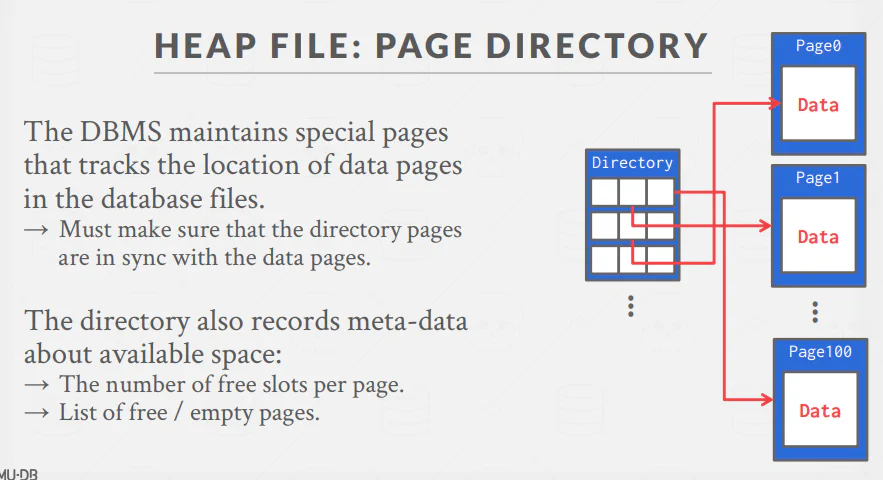 HEAP FILE: PAGE DIRECTORY
The DBMS maintains special pages
that tracks the location of data pages
in the database files.
→ Must make sure that the directory pages
are in sync with the data pages.
The directory also records meta-data
about available space:
→ The number of free slots per page.
→ List of free / empty pages.
Directory
Page0
Data
Page1
Data
Page100
Data
MU·DB